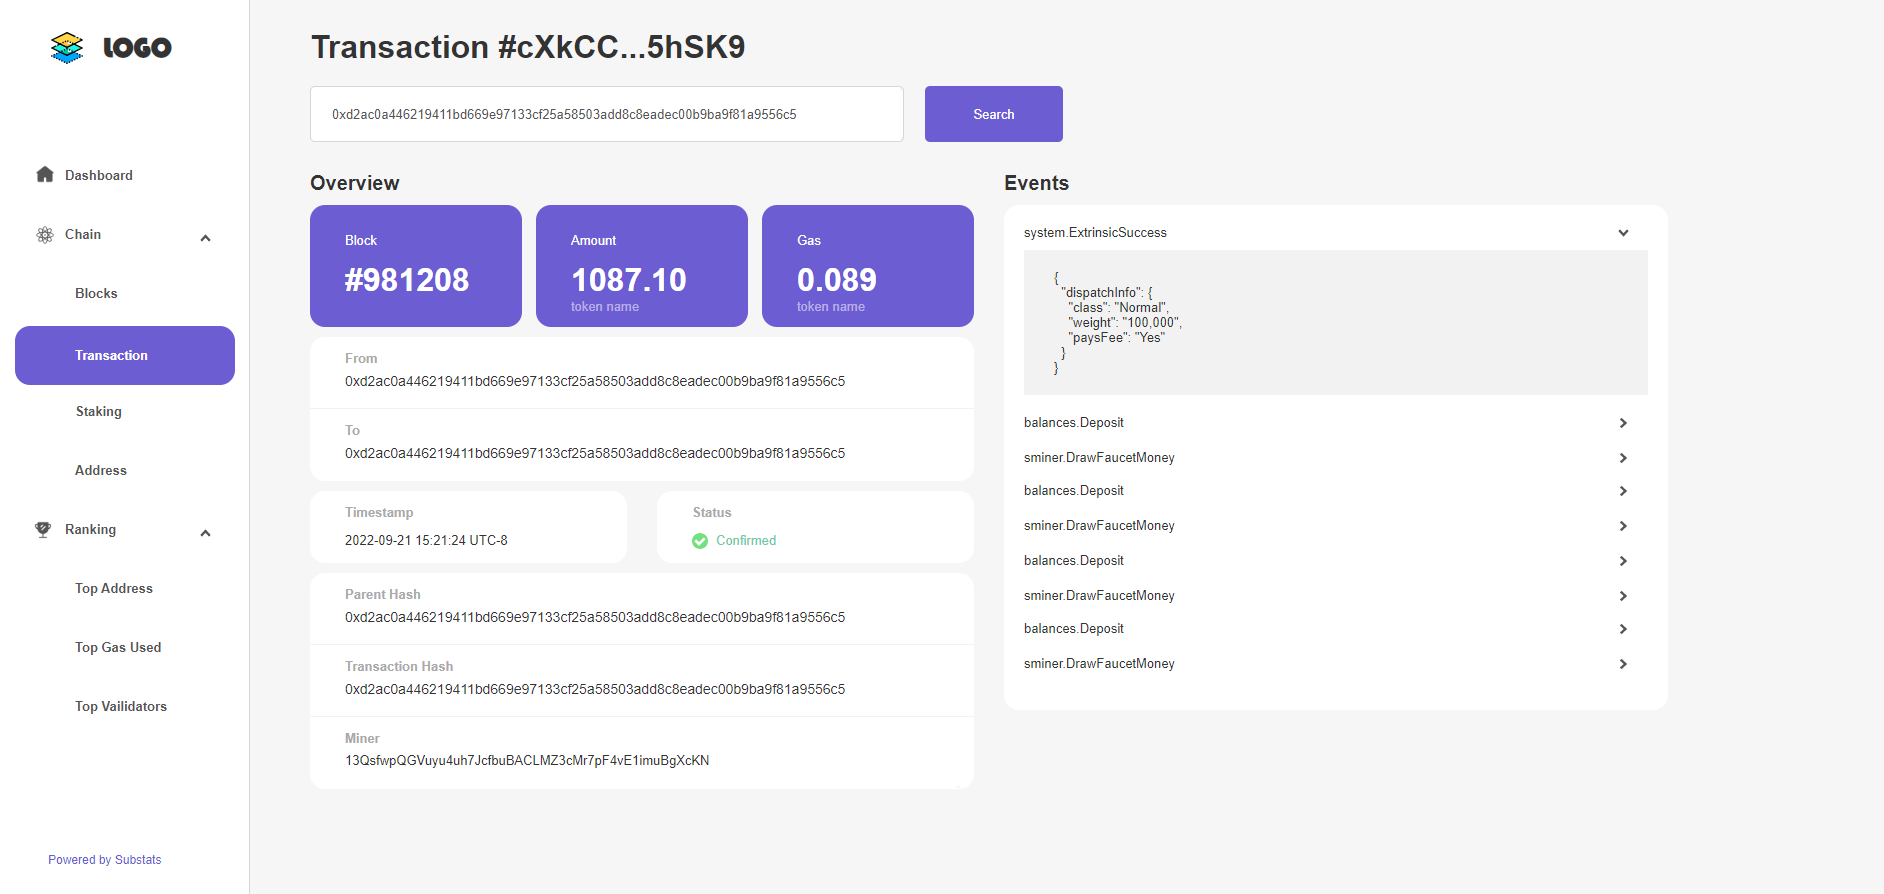 LOGO
Dashboard
Chain
Blocks
Transaction
Staking
Address
Ranking
Top Address
Top Gas Used
Top Vailidators
Powered by Substats
Transaction #cXkCC...5hSK9
0xd2ac0a446219411bd669e97133cf25a58503add8c8eadec00b9ba9f81a9556c5
Search
Overview
Block
#981208
Amount
1087.10
token name
Gas
0.089
token name
From
0xd2ac0a446219411bd669e97133cf25a58503add8c8eadec00b9ba9f81a9556c5
To
0xd2ac0a446219411bd669e97133cf25a58503add8c8eadec00b9ba9f81a9556c5
Timestamp
2022-09-21 15:21:24 UTC-8
Status
Confirmed
Parent Hash
0xd2ac0a446219411bd669e97133cf25a58503add8c8eadec00b9ba9f81a9556c5
Transaction Hash
0xd2ac0a446219411bd669e97133cf25a58503add8c8eadec00b9ba9f81a9556c5
Miner
13QsfwpQGVuyu4uh7JcfbuBACLMZ3cMr7pF4vE1imuBgXcKN
Events
system.ExtrinsicSuccess
{
"dispatchInfo": {
"class": "Normal",
"weight": "100,000",
"paysFee": "Yes"
}
}
balances.Deposit
sminer.DrawFaucetMoney
balances.Deposit
sminer.DrawFaucetMoney
balances.Deposit
sminer.DrawFaucetMoney
balances.Deposit
sminer.DrawFaucetMoney